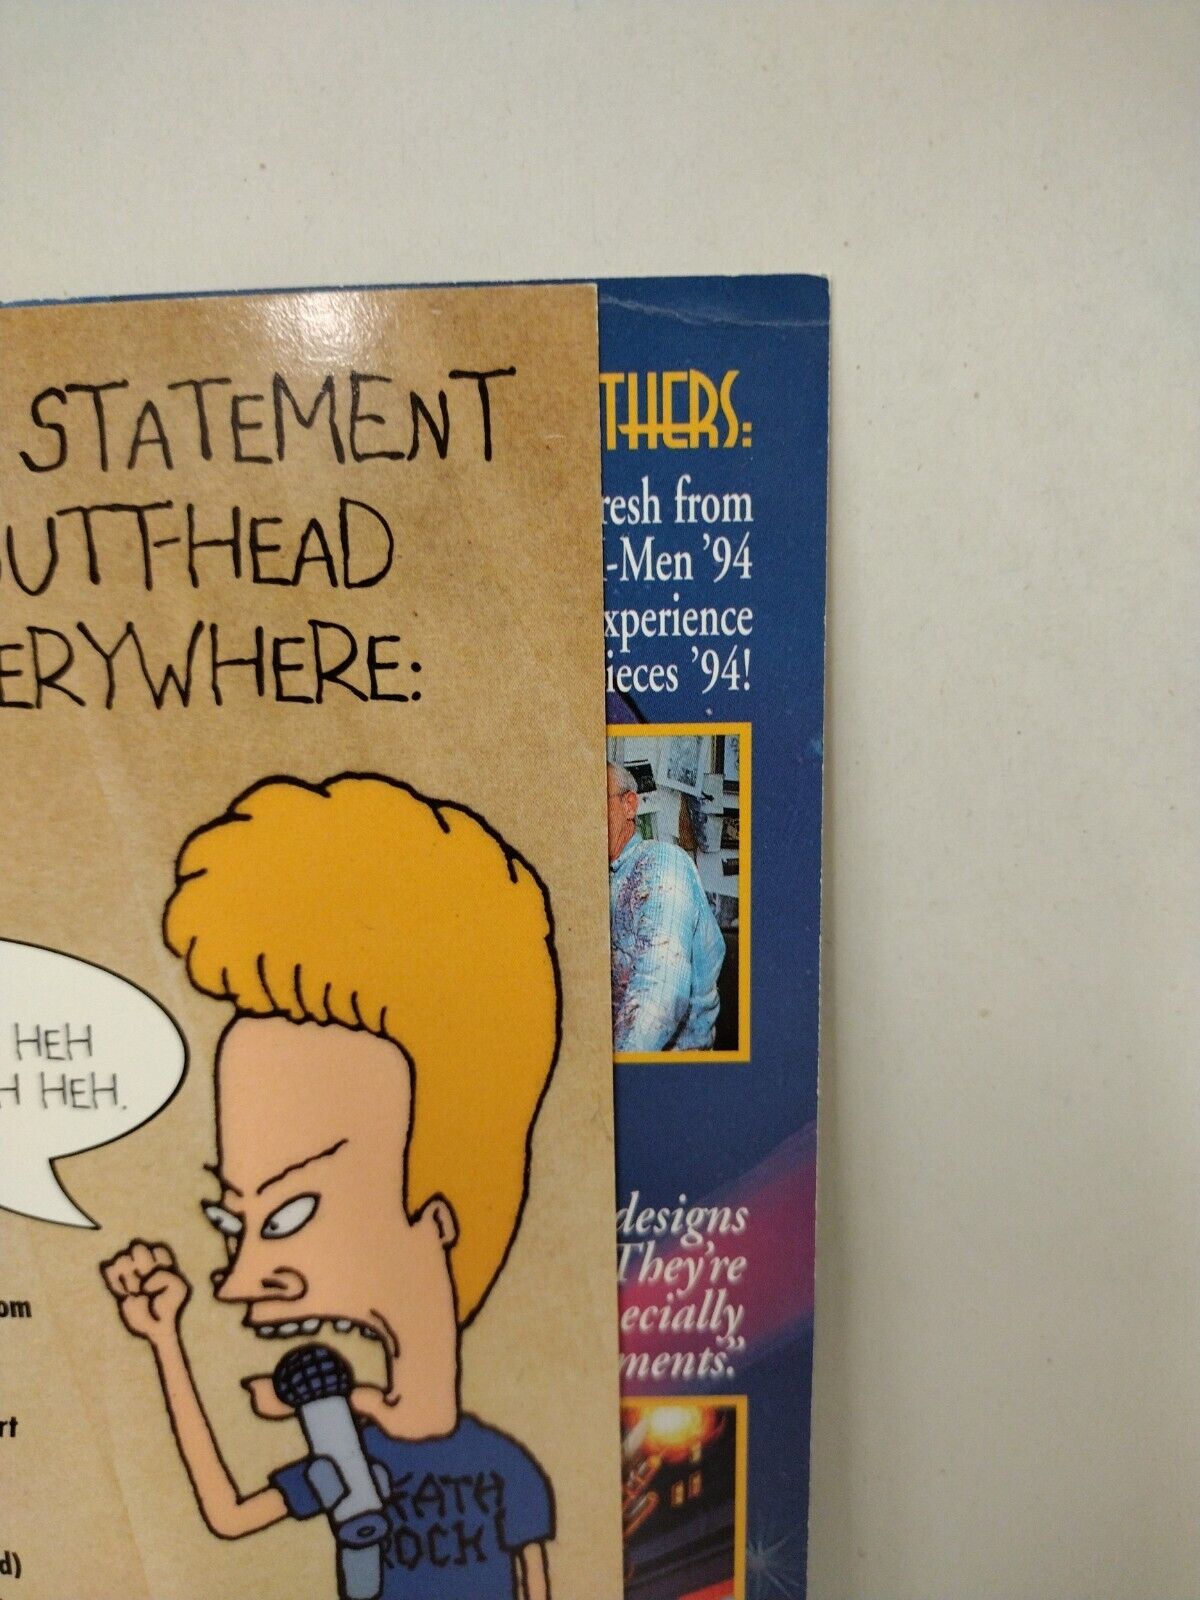 STATEMENT
UTT-HEAD
ERYWHERE:
HEH
H HEH.
om
rt
d)
EATH
ROCK
THERS:
resh from
-Men '94
xperience
ieces '94!
designs
They're
ecially
ments."